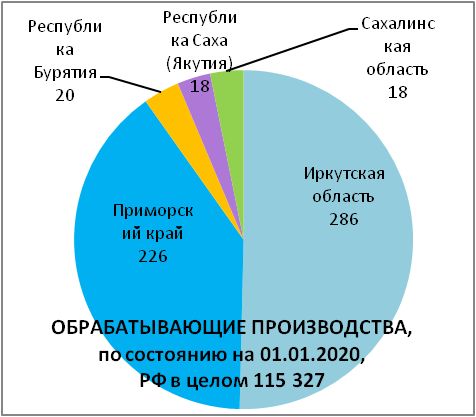 Республи
ка
Бурятия
20
Республи
ка Саха
(Якутия)
18
Сахалинс
кая
область
18
Иркутская
область
286
Приморск
ий край
226
ОБРАБАТЫВАЮЩИЕ ПРОИЗВОДСТВА,
по состоянию на 01.01.2020,
РФ в целом 115 327